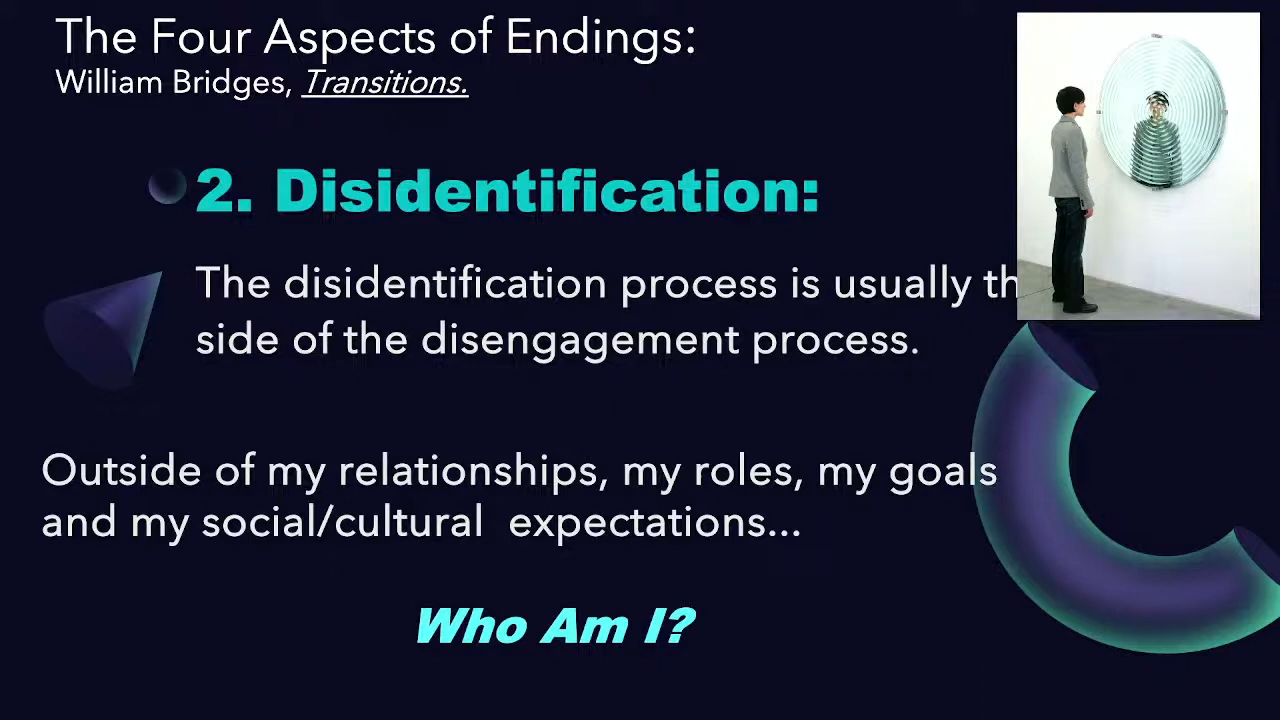 The Four Aspects of Endings:
William Bridges, Transitions.
2. Disidentification:
The disidentification process is usually
side of the disengagement process.
Outside of my relationships, my roles, my goals
and my social/cultural expectations...
Who Am I?